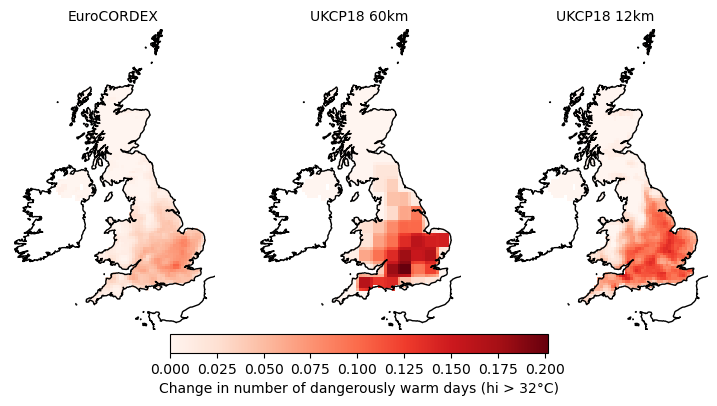 EuroCORDEX UKCP18 60km UKCP18 12km
0.000 0.025 0.050 0.075 0.100 0.125 0.150 0.175 0.200
Change in number of dangerously warm days (hi > 32°C)